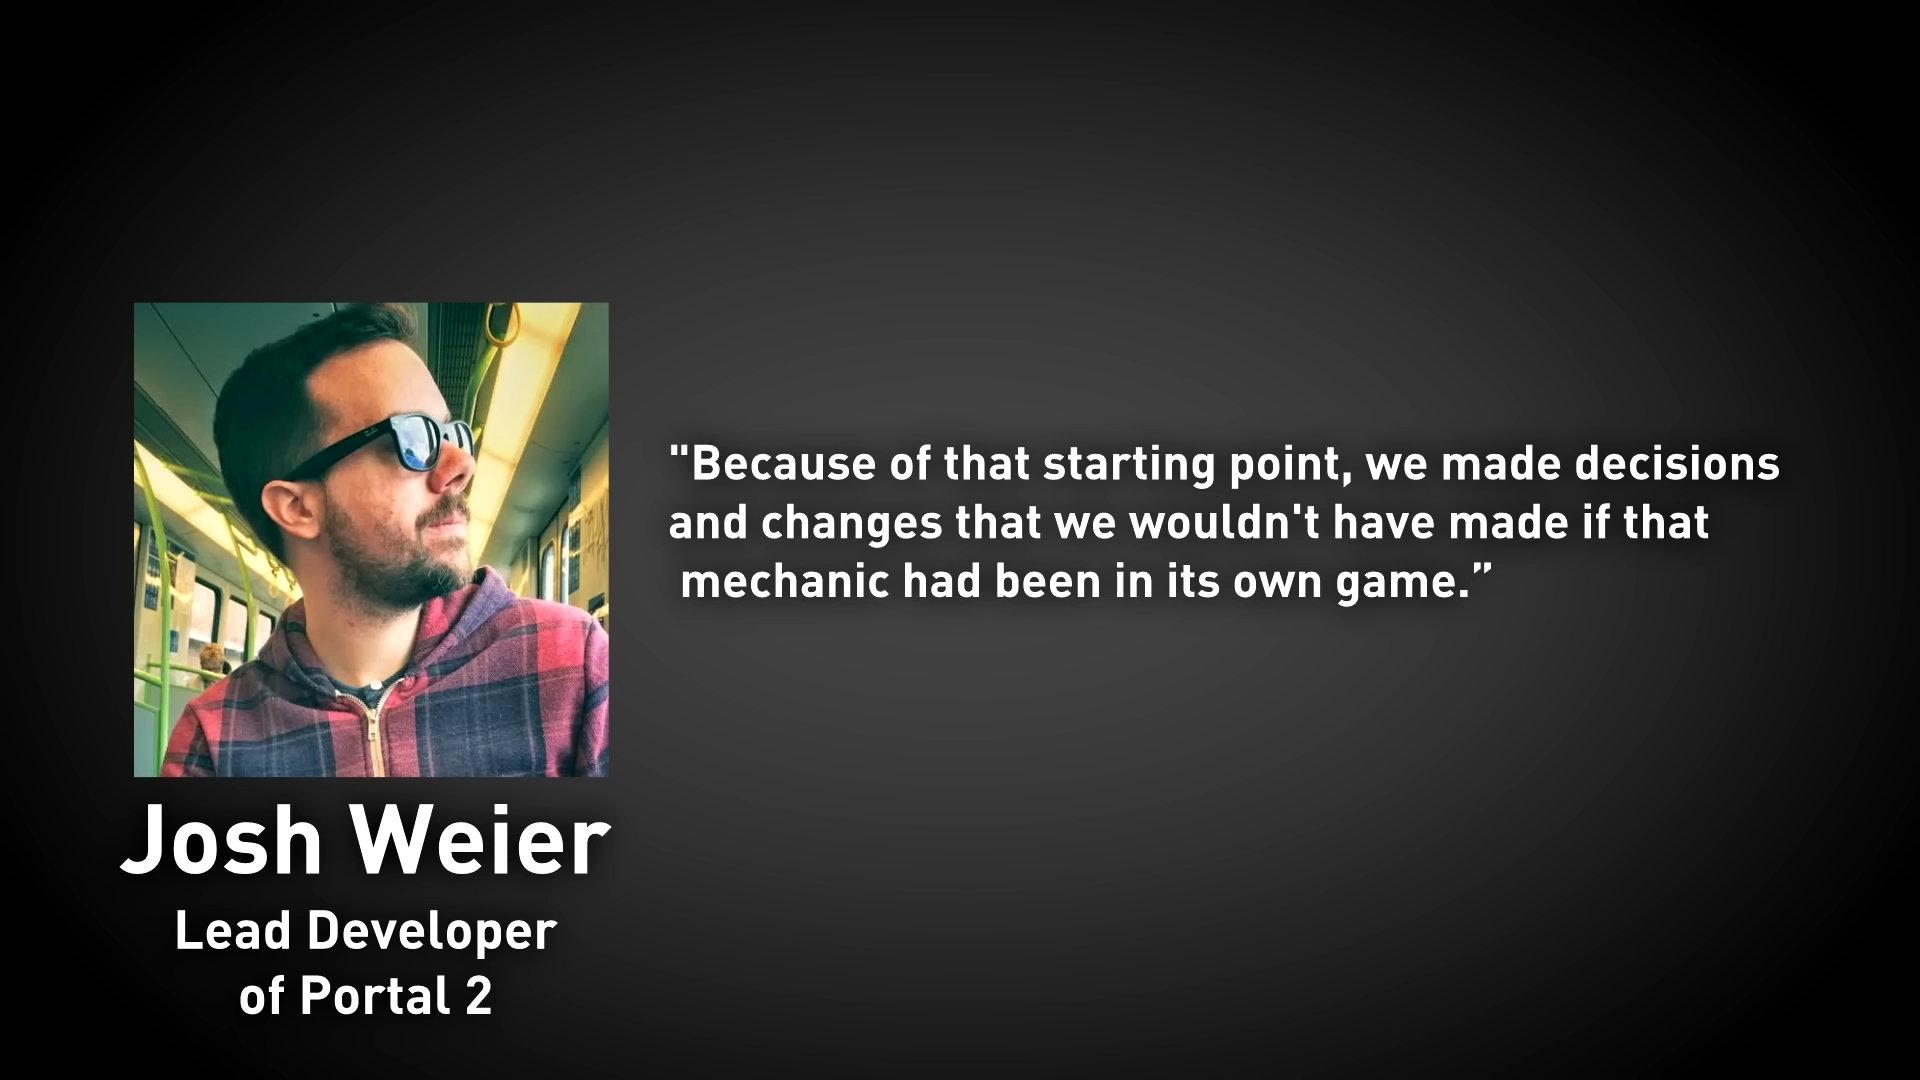 "Because of that starting point, we made decisions
and changes that we wouldn't have made if that
mechanic had been in its own game.”
Josh Weier
Lead Developer
of Portal 2